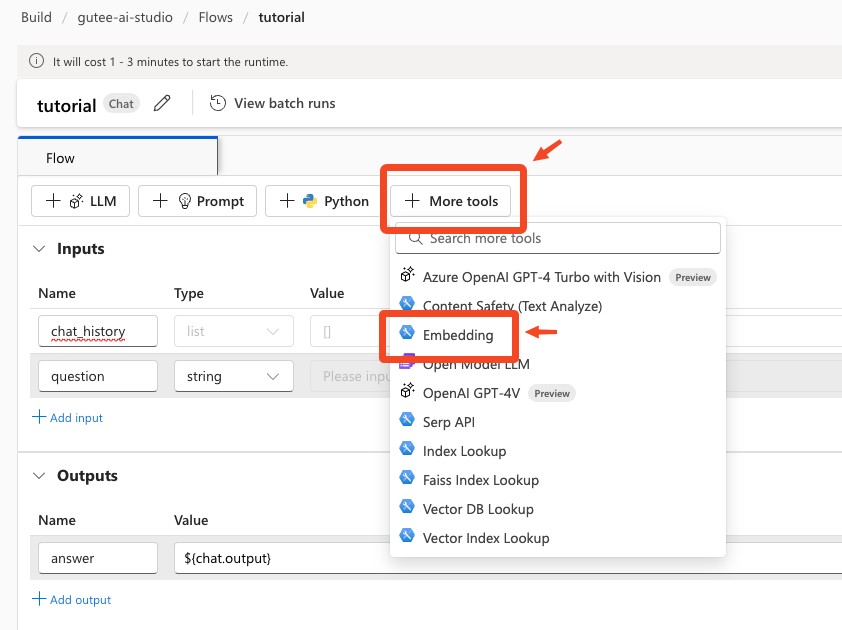 Build / gutee-ai-studio / Flows / tutorial
It will cost 1 - 3 minutes to start the runtime.
tutorial Chat View batch runs
Flow
LLM Prompt Python More tools
Search more tools
Inputs
Name Type Value
chat_history list []
question string Please inpu
Add input
Azure OpenAI GPT-4 Turbo with Vision Preview
Content Safety (Text Analyze)
Embedding
Open Model LLM
OpenAI GPT-4V Preview
Serp API
Index Lookup
Faiss Index Lookup
Vector DB Lookup
Vector Index Lookup
Outputs
Name Value
answer ${chat.output}
Add output